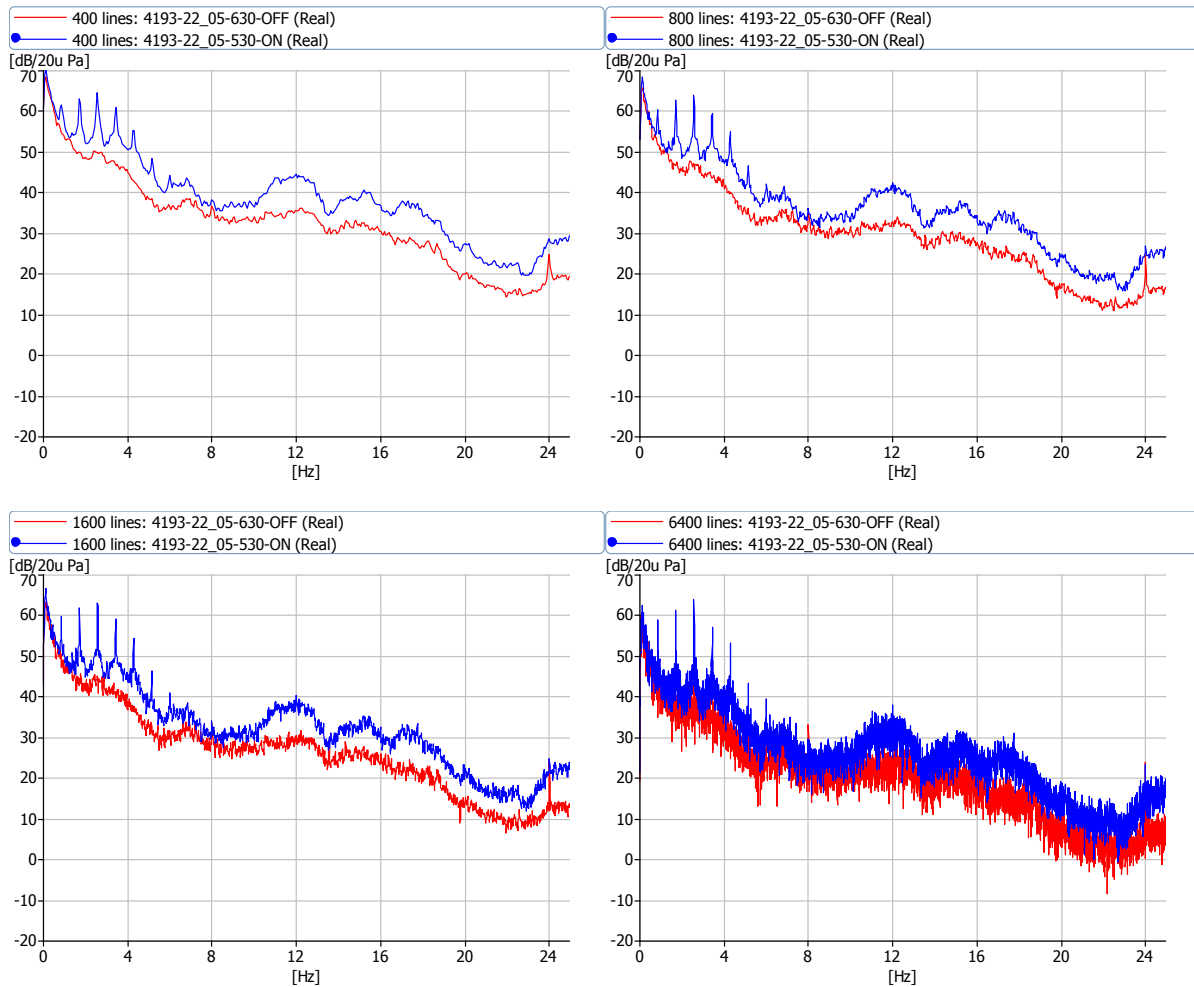 400 lines: 4193-22_05-630-OFF (Real)
400 lines: 4193-22_05-530-ON (Real)
[dB/20u Pa]
70
60
50
40
30
20
10
0
-10
-20
0 4 8 12 16 20 24
[Hz]
800 lines: 4193-22_05-630-OFF (Real)
800 lines: 4193-22_05-530-ON (Real)
[dB/20u Pa]
70
60
50
40
30
20
10
0
-10
-20
0 4 8 12 16 20 24
[Hz]
1600 lines: 4193-22_05-630-OFF (Real)
1600 lines: 4193-22_05-530-ON (Real)
[dB/20u Pa]
70
60
50
40
30
20
10
0
-10
-20
0 4 8 12 16 20 24
[Hz]
6400 lines: 4193-22_05-630-OFF (Real)
6400 lines: 4193-22_05-530-ON (Real)
[dB/20u Pa]
70
60
50
40
30
20
10
0
-10
-20
0 4 8 12 16 20 24
[Hz]